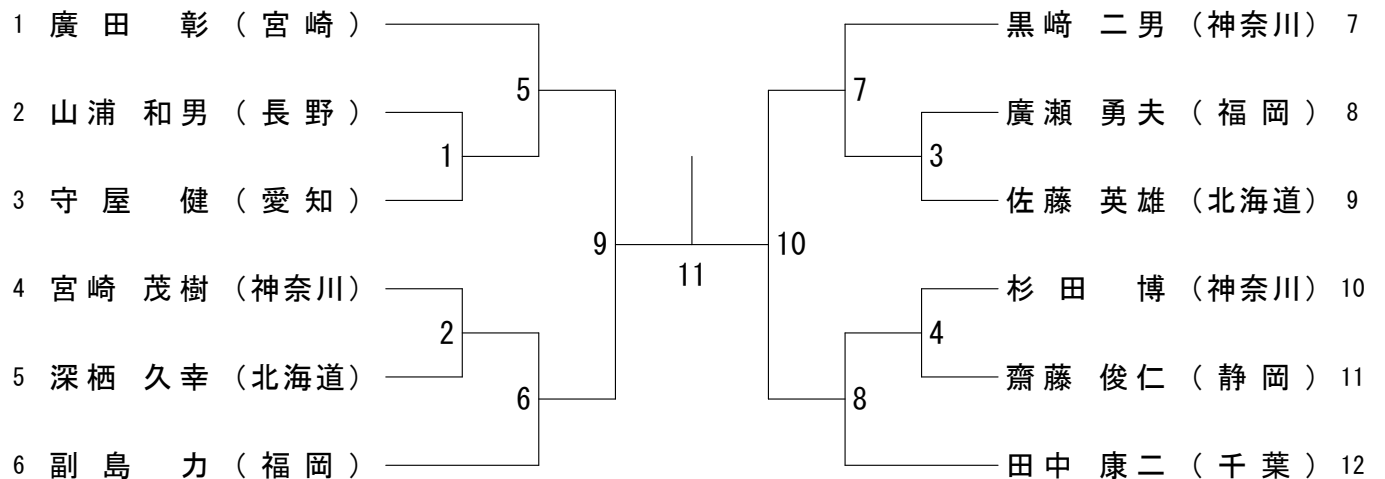 1 廣田 彰（宮崎） 黒﨑 二男（神奈川） 7
5 7
2 山浦 和男（長野） 廣瀬 勇夫（福岡） 8
1 3
3 守屋 健（愛知） 佐藤 英雄（北海道） 9
9 10
11
4 宮崎 茂樹（神奈川） 杉田 博（神奈川） 10
2 4
5 深栖 久幸（北海道） 齋藤 俊仁（静岡） 11
6 8
6 副島 力（福岡） 田中 康二（千葉） 12